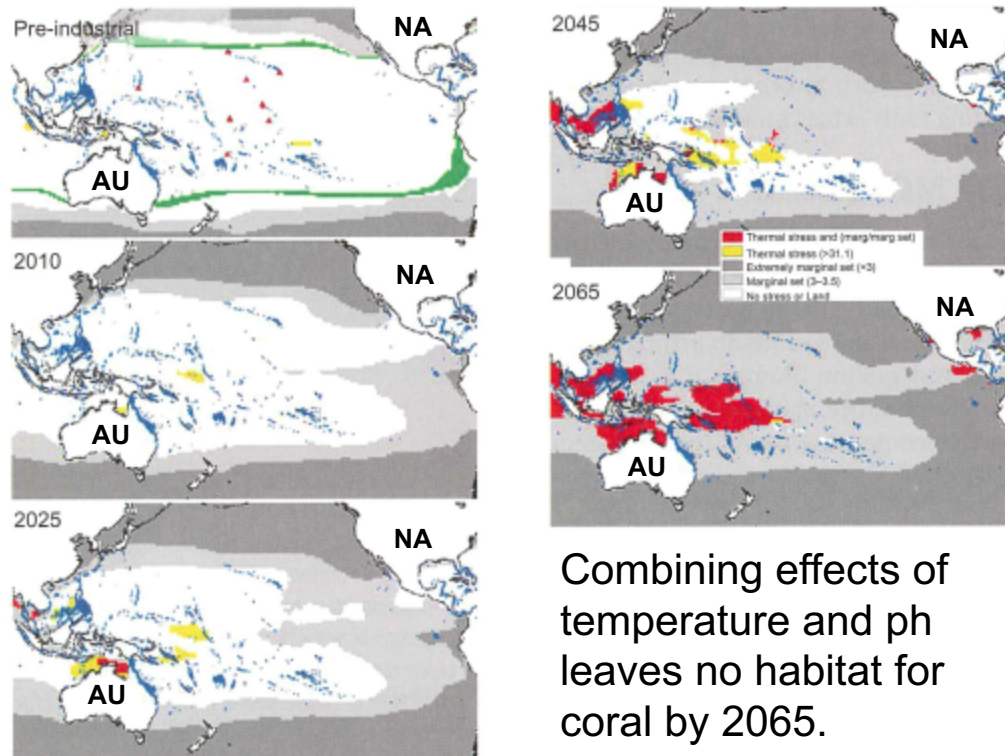 Pre-industrial
NA
AU
2010
NA
AU
2025
NA
AU
2045
NA
AU
Thermal stress and (marg/marg set)
Thermal stress (>31.1)
Extremely marginal set (<3)
Marginal set (3–3.5)
No stress or Land
2065
NA
AU
Combining effects of
temperature and ph
leaves no habitat for
coral by 2065.